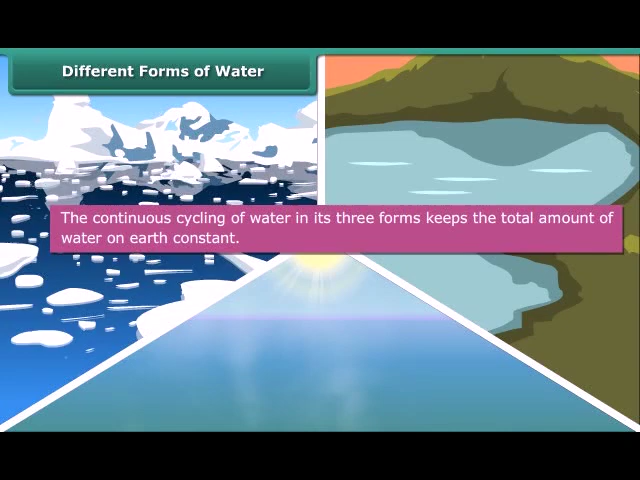 Different Forms of Water
The continuous cycling of water in its three forms keeps the total amount of
water on earth constant.